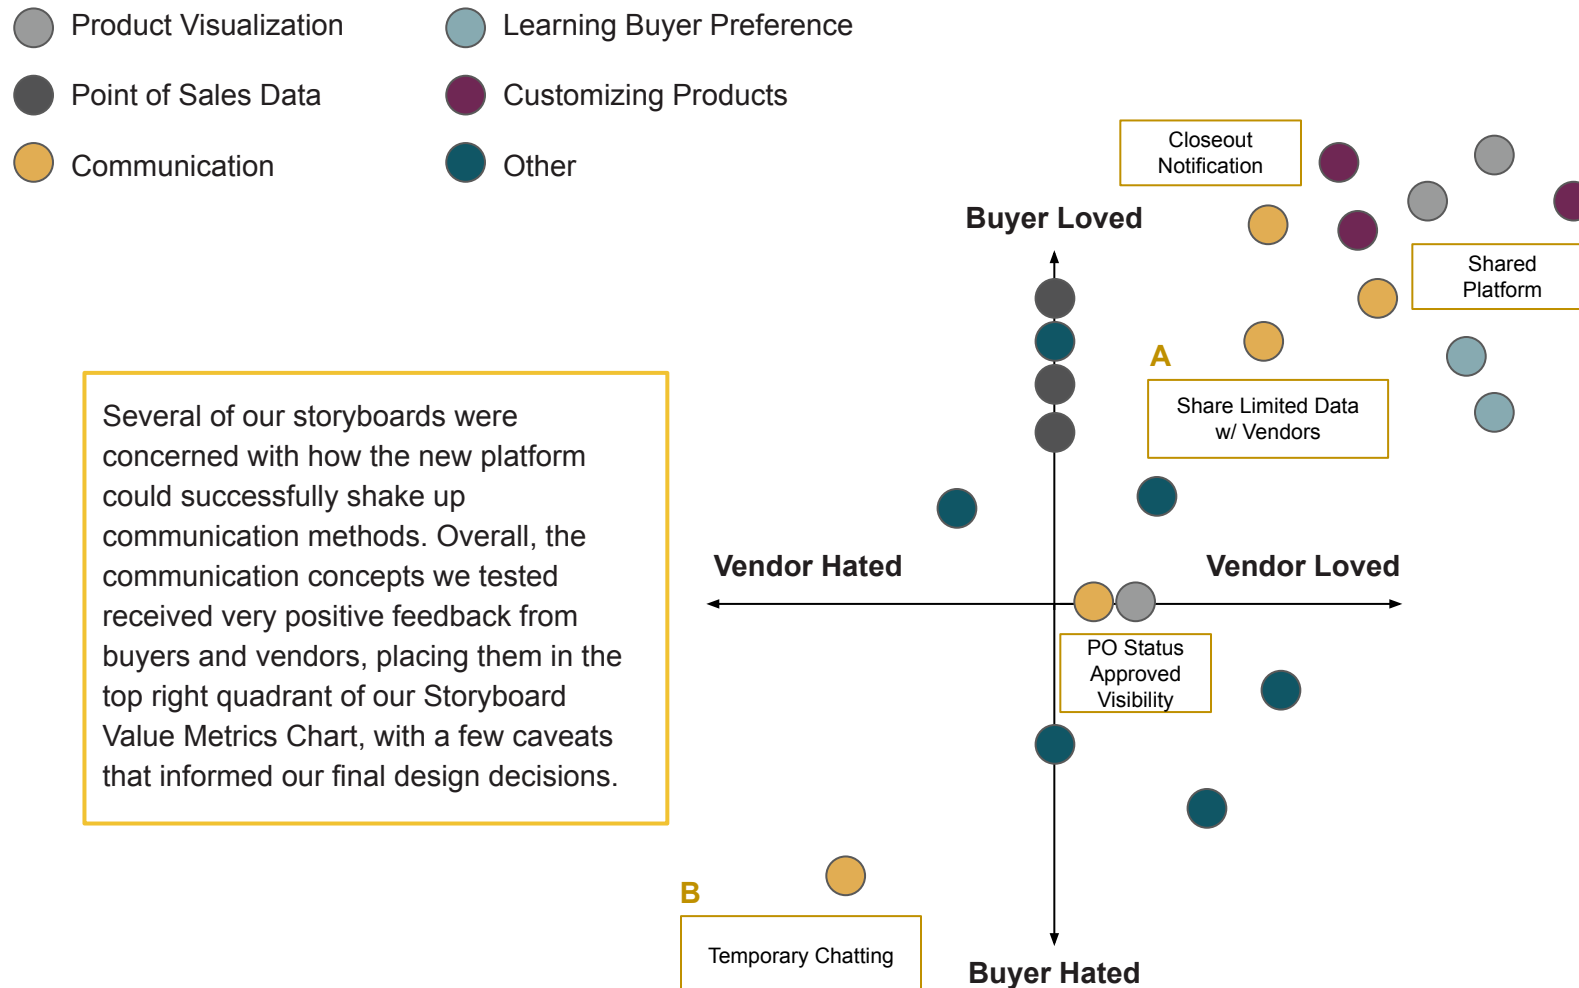 Product Visualization
Learning Buyer Preference
Point of Sales Data
Customizing Products
Communication
Other
Closeout
Notification
Buyer Loved
Shared
Platform
A
Share Limited Data
w/ Vendors
Several of our storyboards were
concerned with how the new platform
could successfully shake up
communication methods. Overall, the
communication concepts we tested
received very positive feedback from
buyers and vendors, placing them in the
top right quadrant of our Storyboard
Value Metrics Chart, with a few caveats
that informed our final design decisions.
Vendor Hated
Vendor Loved
PO Status
Approved
Visibility
B
Temporary Chatting
Buyer Hated